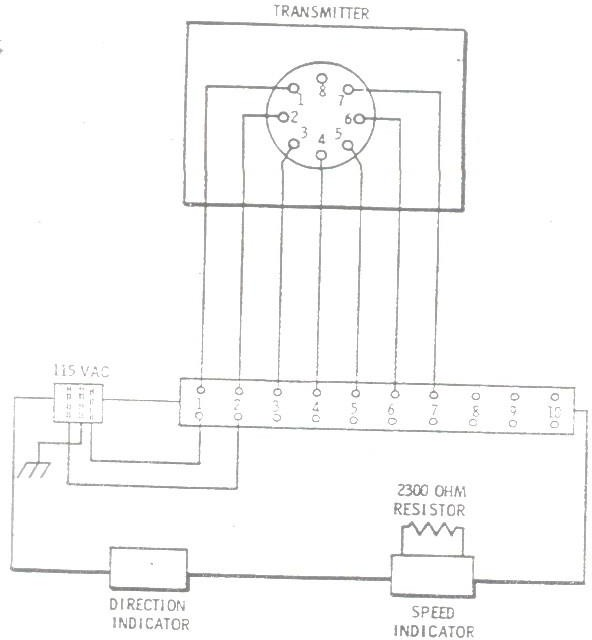 TRANSMITTER
8
1 7
2 6
3 5
4
115 VAC
1 2 3 4 5 6 7 8 9 10
2300 OHM
RESISTOR
DIRECTION
INDICATOR
SPEED
INDICATOR